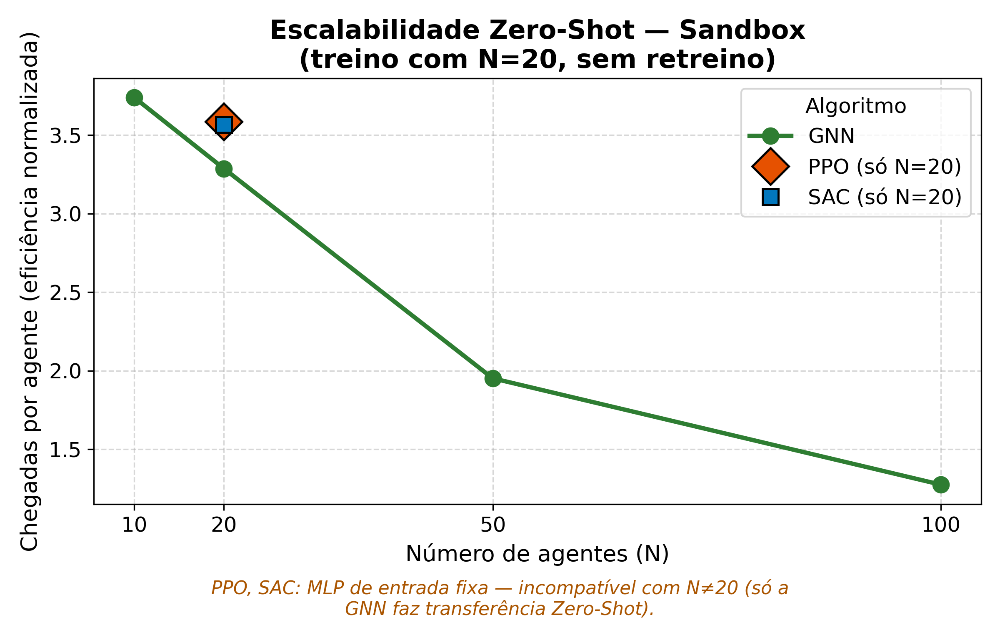 Escalabilidade Zero-Shot — Sandbox
(treino com N=20, sem retreino)
Chegadas por agente (eficiência normalizada)
3.5
3.0
2.5
2.0
1.5
Algoritmo
GNN
PPO (só N=20)
SAC (só N=20)
10 20 50 100
Número de agentes (N)
PPO, SAC: MLP de entrada fixa — incompatível com N≠20 (só a
GNN faz transferência Zero-Shot).